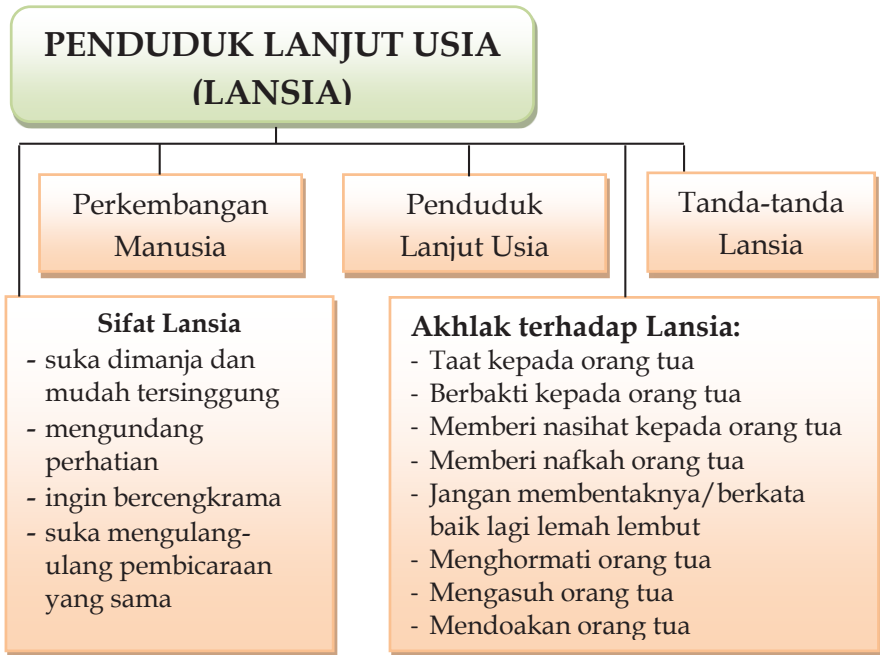 PENDUDUK LANJUT USIA
(LANSIA)
Perkembangan
Manusia
Penduduk
Lanjut Usia
Tanda-tanda
Lansia
Sifat Lansia
- suka dimanja dan
mudah tersinggung
- mengundang
perhatian
- ingin bercengkrama
- suka mengulang-
ulang pembicaraan
yang sama
Akhlak terhadap Lansia:
- Taat kepada orang tua
- Berbakti kepada orang tua
- Memberi nasihat kepada orang tua
- Memberi nafkah orang tua
- Jangan membentaknya/berkata
baik lagi lemah lembut
- Menghormati orang tua
- Mengasuh orang tua
- Mendoakan orang tua